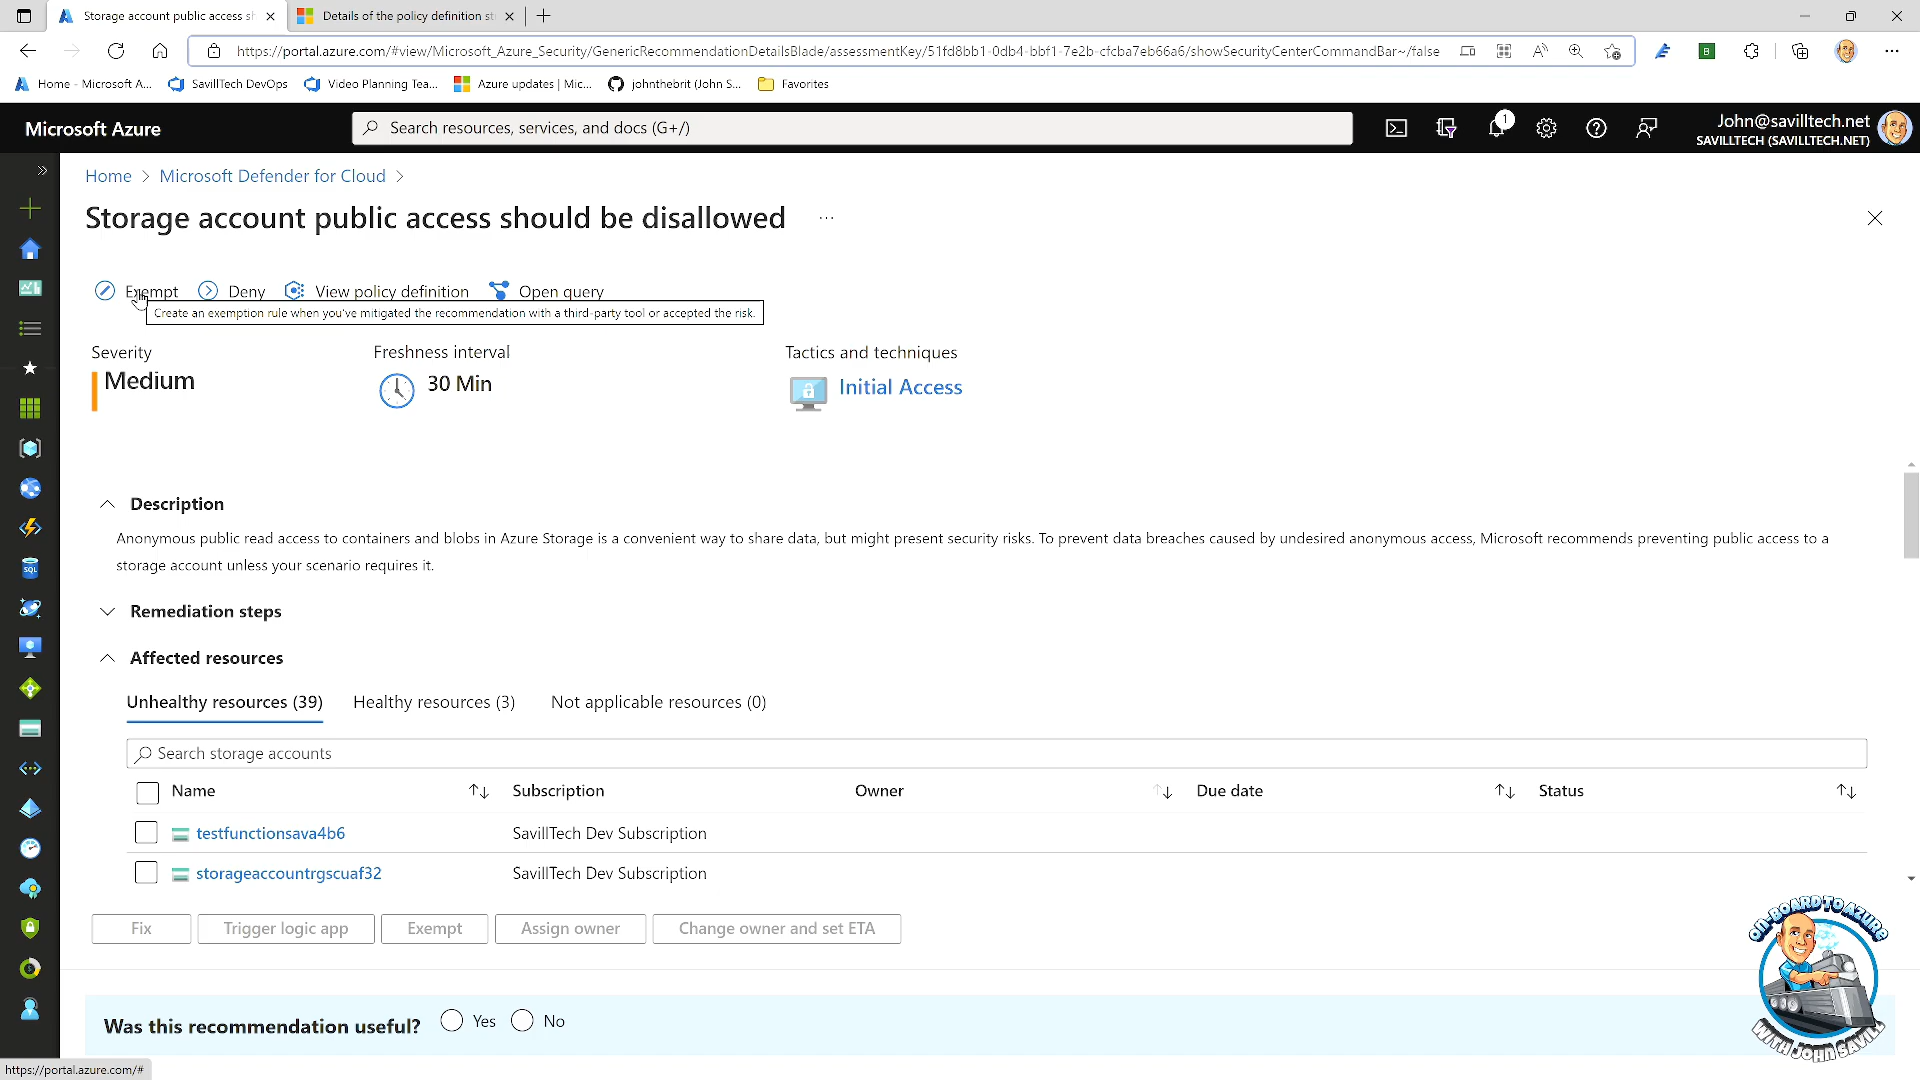 Storage account public access sh
Details of the policy definition st
https://portal.azure.com/#view/Microsoft_Azure_Security/GenericRecommendationDetailsBlade/assessmentKey/51fd8bb1-0db4-bbf1-7e2b-cfcba7eb66a6/showSecurityCenterCommandBar~/false
Home - Microsoft A...
SavillTech DevOps
Video Planning Tea...
Azure updates | Mic...
johnthebrit (John S...
Favorites
Microsoft Azure
Search resources, services, and docs (G+/)
1
John@savilltech.net
SAVILLTECH (SAVILLTECH.NET)
Home > Microsoft Defender for Cloud >
Storage account public access should be disallowed ...
Exempt
Deny
View policy definition
Open query
Create an exemption rule when you've mitigated the recommendation with a third-party tool or accepted the risk.
Severity
Freshness interval
Tactics and techniques
Medium
30 Min
Initial Access
Description
Anonymous public read access to containers and blobs in Azure Storage is a convenient way to share data, but might present security risks. To prevent data breaches caused by undesired anonymous access, Microsoft recommends preventing public access to a
storage account unless your scenario requires it.
Remediation steps
Affected resources
Unhealthy resources (39)
Healthy resources (3)
Not applicable resources (0)
Search storage accounts
Name
Subscription
Owner
Due date
Status
testfunctionsava4b6
SavillTech Dev Subscription
storageaccountrgscuaf32
SavillTech Dev Subscription
Fix
Trigger logic app
Exempt
Assign owner
Change owner and set ETA
ON-BOARD TO AZURE
WITH JOHN SAVILL
Was this recommendation useful?
Yes
No
https://portal.azure.com/#